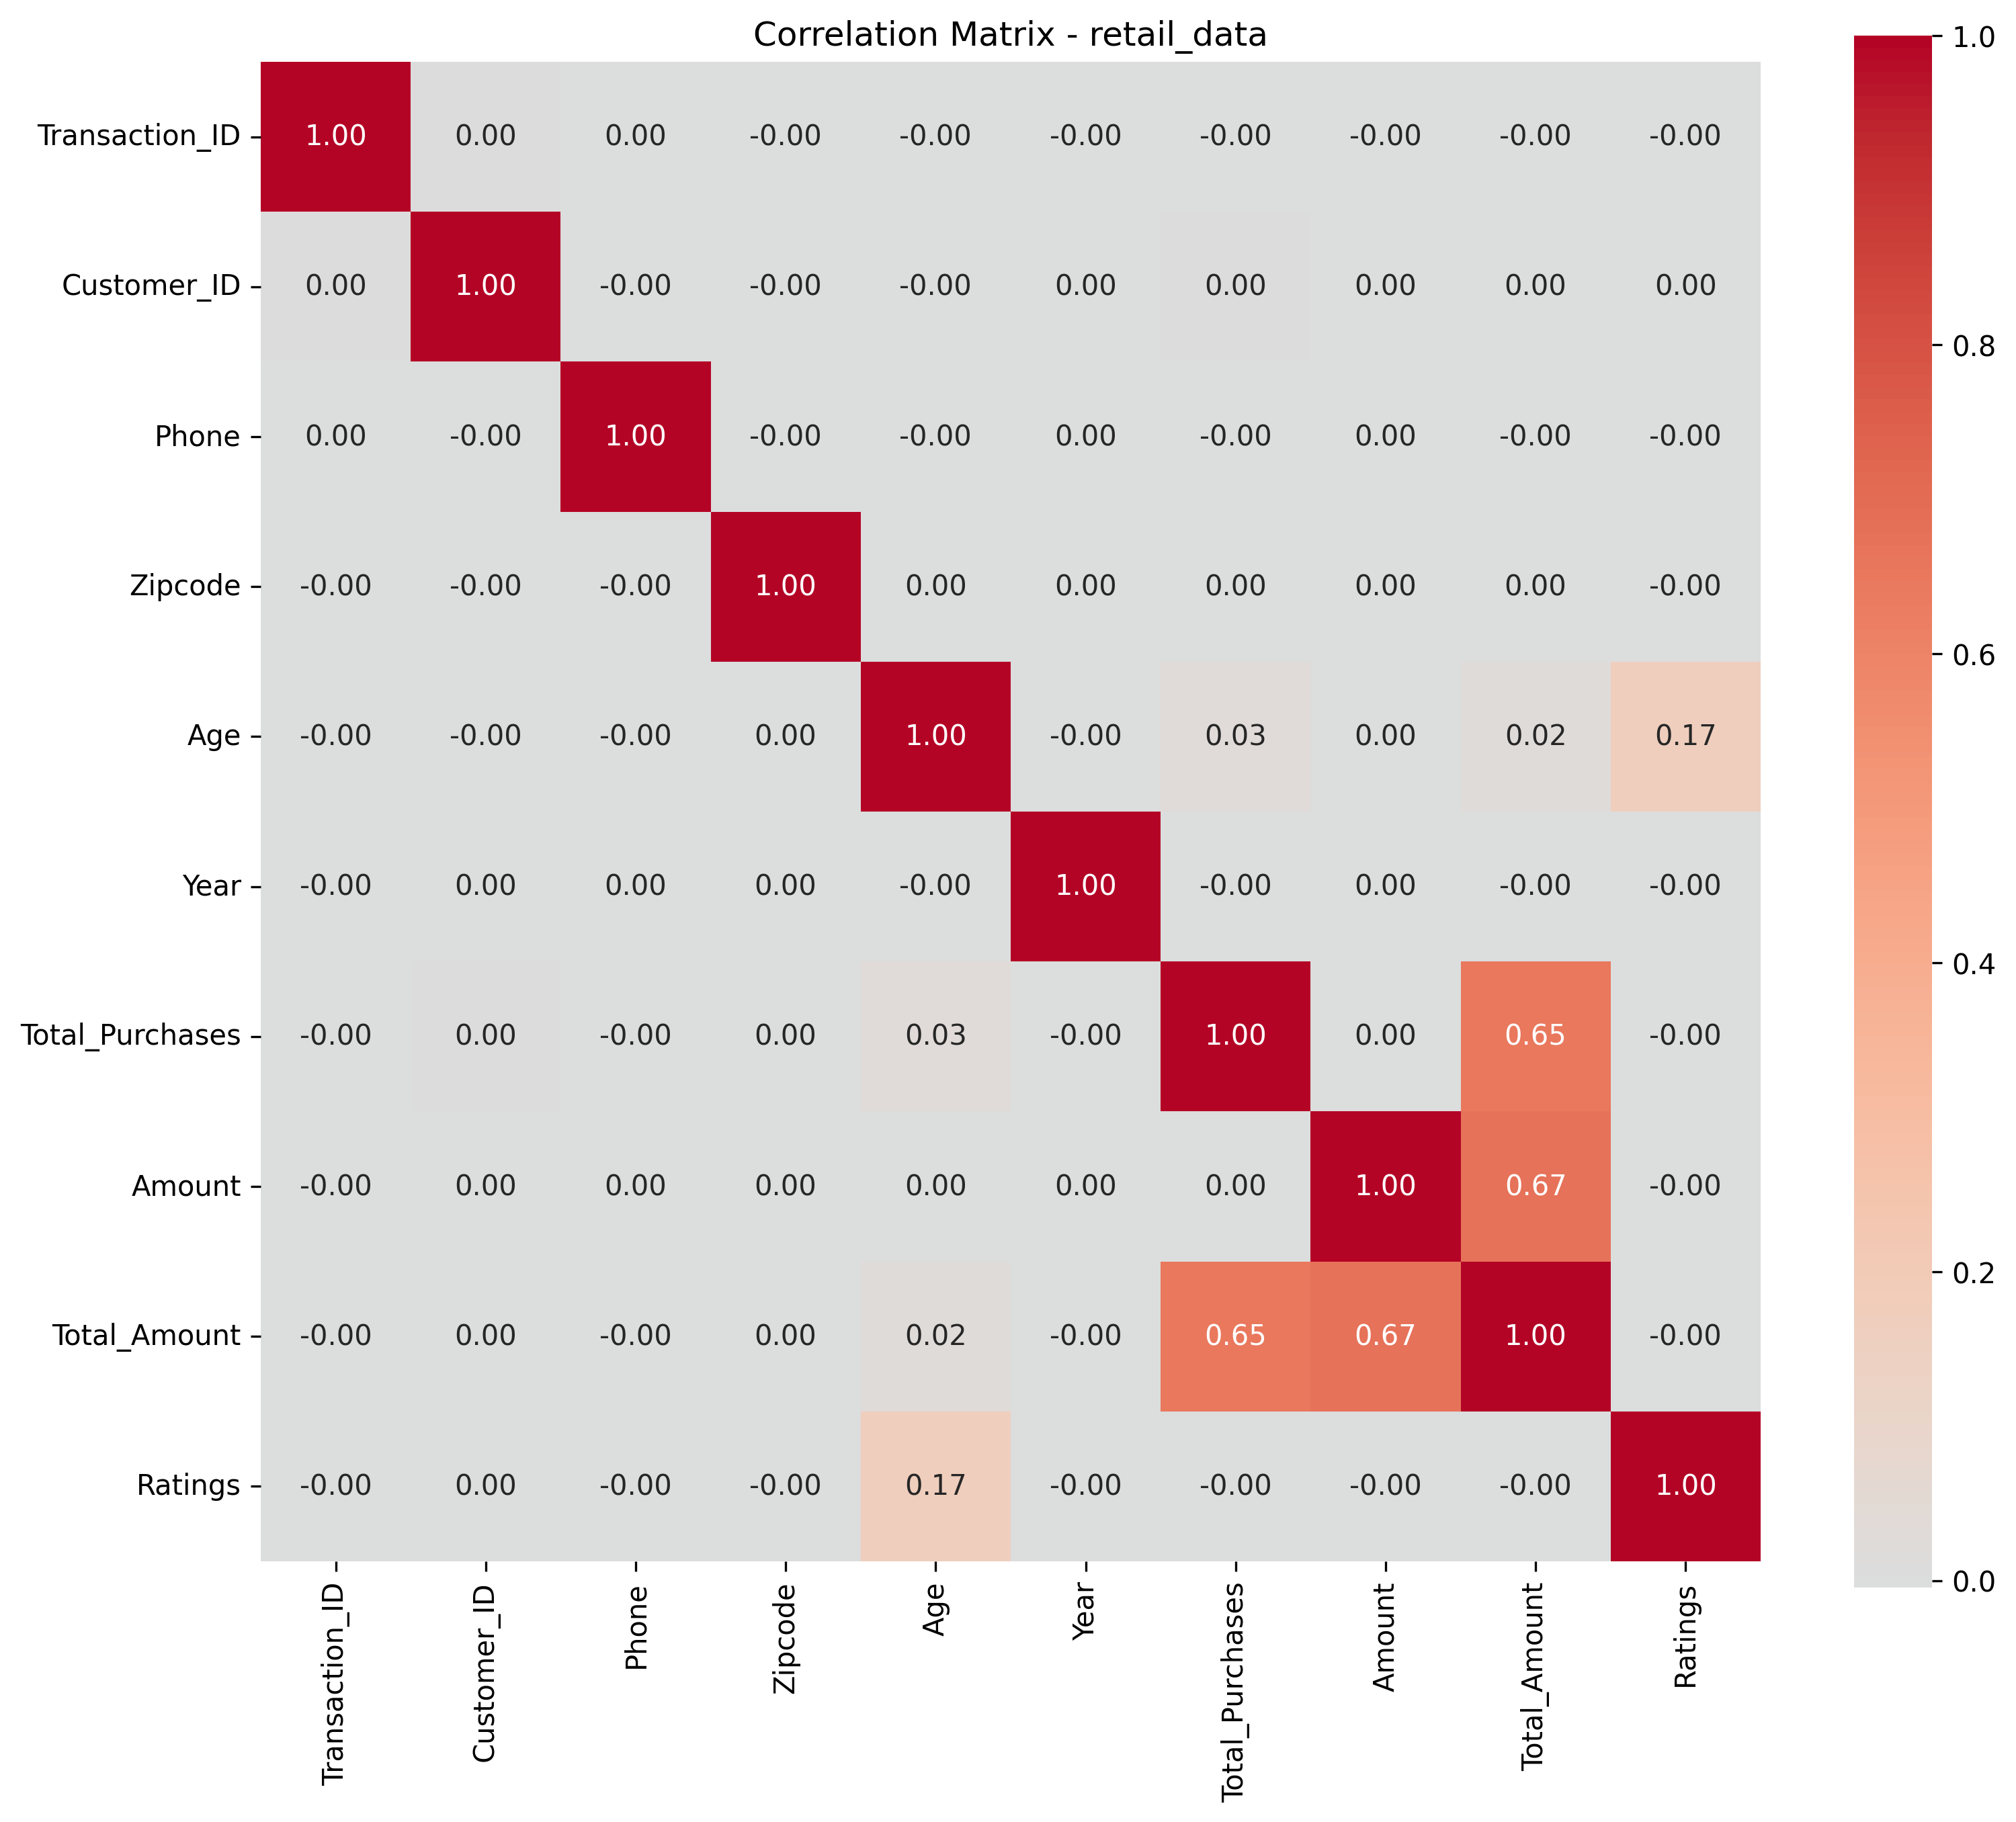 Correlation Matrix - retail_data
Transaction_ID 1.00 0.00 0.00 -0.00 -0.00 -0.00 -0.00 -0.00 -0.00 -0.00
Customer_ID 0.00 1.00 -0.00 -0.00 -0.00 0.00 0.00 0.00 0.00 0.00
Phone 0.00 -0.00 1.00 -0.00 -0.00 0.00 -0.00 0.00 -0.00 -0.00
Zipcode -0.00 -0.00 -0.00 1.00 0.00 0.00 0.00 0.00 0.00 -0.00
Age -0.00 -0.00 -0.00 0.00 1.00 -0.00 0.03 0.00 0.02 0.17
Year -0.00 0.00 0.00 0.00 -0.00 1.00 -0.00 0.00 -0.00 -0.00
Total_Purchases -0.00 0.00 -0.00 0.00 0.03 -0.00 1.00 0.00 0.65 -0.00
Amount -0.00 0.00 0.00 0.00 0.00 0.00 0.00 1.00 0.67 -0.00
Total_Amount -0.00 0.00 -0.00 0.00 0.02 -0.00 0.65 0.67 1.00 -0.00
Ratings -0.00 0.00 -0.00 -0.00 0.17 -0.00 -0.00 -0.00 -0.00 1.00
Transaction_ID
Customer_ID
Phone
Zipcode
Age
Year
Total_Purchases
Amount
Total_Amount
Ratings
1.0
0.8
0.6
0.4
0.2
0.0